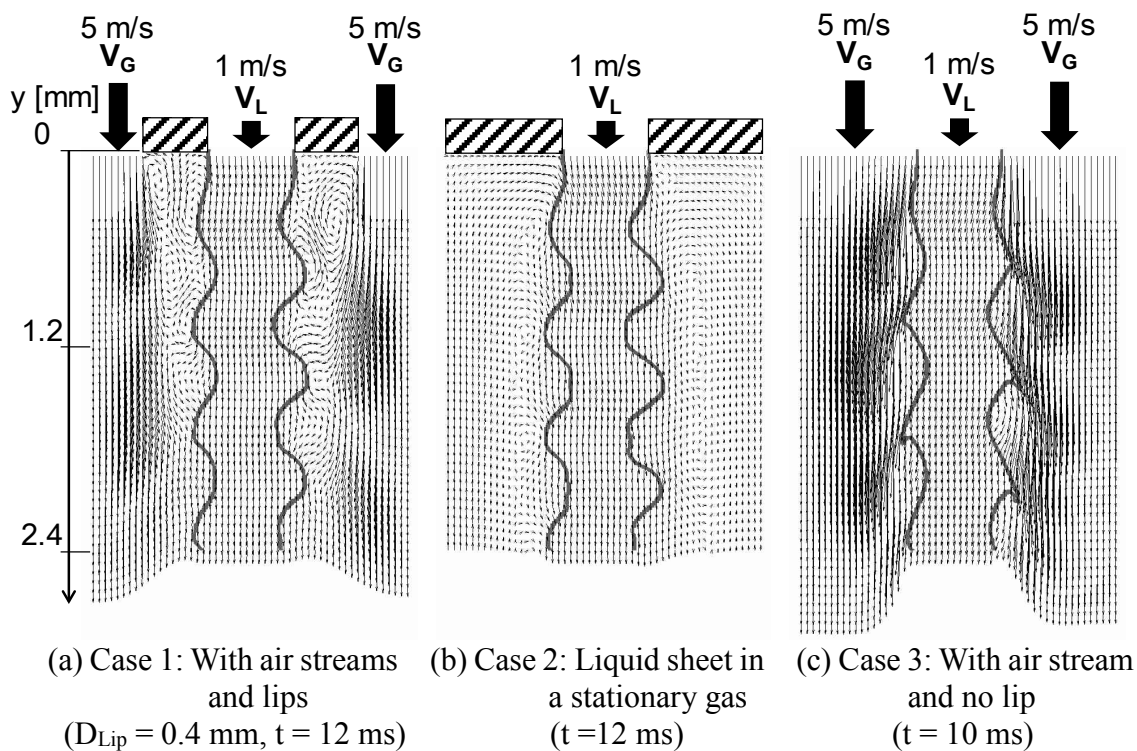 5 m/s
V_G
5 m/s
V_G
1 m/s
V_L
1 m/s
V_L
5 m/s
V_G
5 m/s
V_G
1 m/s
V_L
y [mm]
0
1.2
2.4
(a) Case 1: With air streams
and lips
(D_Lip = 0.4 mm, t = 12 ms)
(b) Case 2: Liquid sheet in
a stationary gas
(t =12 ms)
(c) Case 3: With air stream
and no lip
(t = 10 ms)